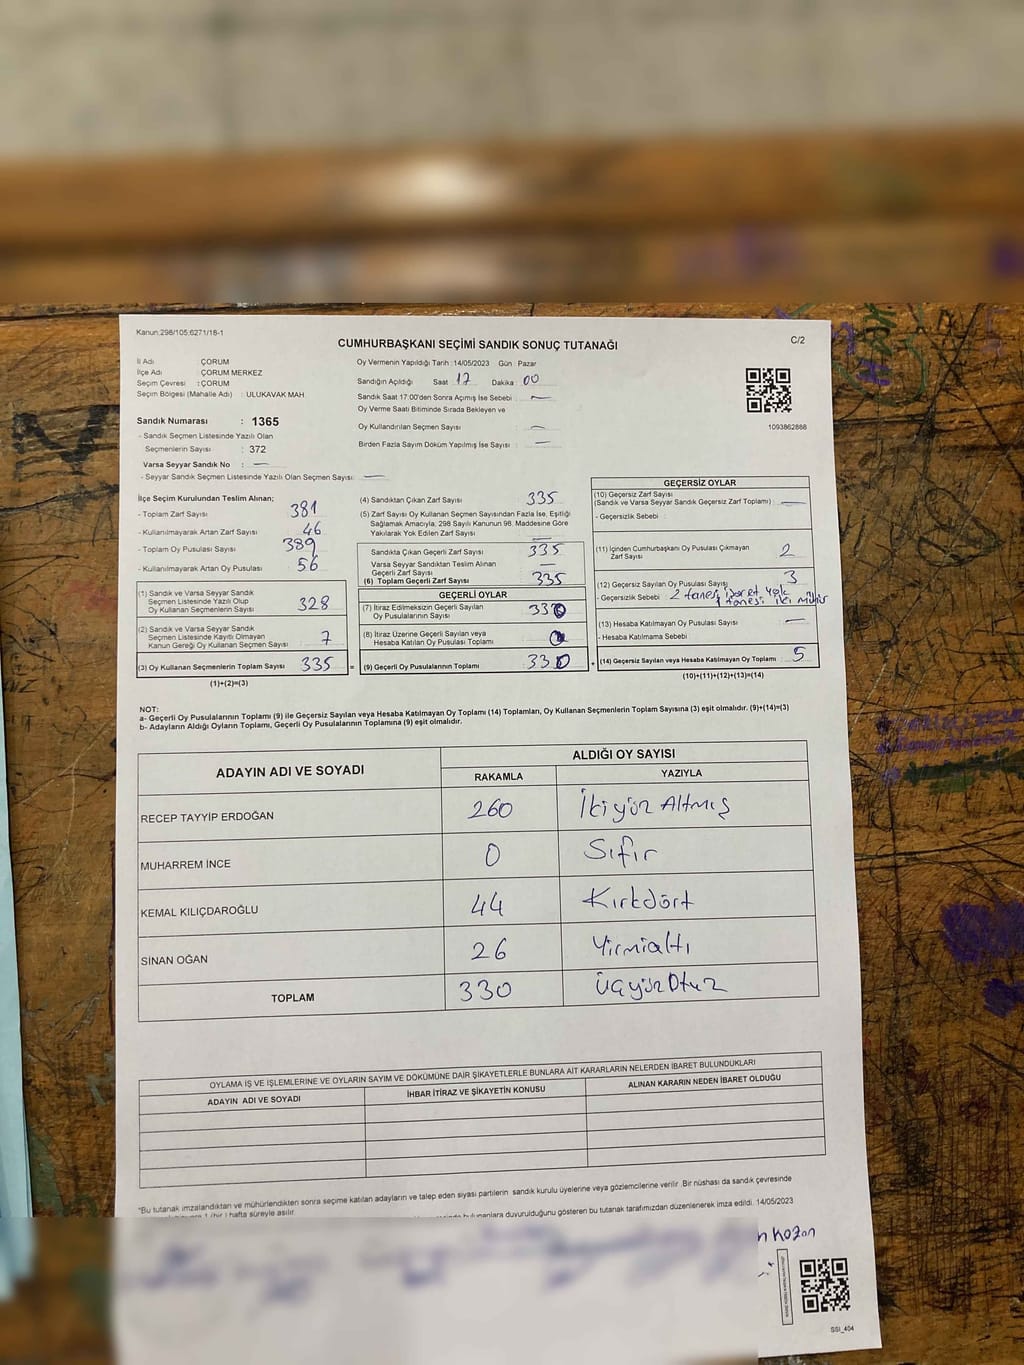 Kanun:298/105;6271/18-1
CUMHURBAŞKANI SEÇİMİ SANDIK SONUÇ TUTANAĞI
C/2
İl Adı : ÇORUM
İlçe Adı : ÇORUM MERKEZ
Seçim Çevresi : ÇORUM
Seçim Bölgesi (Mahalle Adı) : ULUKAVAK MAH
Oy Vermenin Yapıldığı Tarih : 14/05/2023 Gün : Pazar
Sandığın Açıldığı Saat 17 Dakika 00
Sandık Saat 17.00'den Sonra Açımış İse Sebebi : —
Oy Verme Saati Bitiminde Sırada Bekleyen ve
Oy Kullandırılan Seçmen Sayısı : —
Birden Fazla Sayım Döküm Yapılmış İse Sayısı : —
1093862888
Sandık Numarası : 1365
- Sandık Seçmen Listesinde Yazılı Olan
Seçmenlerin Sayısı : 372
Varsa Seyyar Sandık No : —
- Seyyar Sandık Seçmen Listesinde Yazılı Olan Seçmen Sayısı : —
İlçe Seçim Kurulundan Teslim Alınan;
- Toplam Zarf Sayısı 381
- Kullanılmayarak Artan Zarf Sayısı : 46
- Toplam Oy Pusulası Sayısı 389
- Kullanılmayarak Artan Oy Pusulası : 56
(1) Sandık ve Varsa Seyyar Sandık
Seçmen Listesinde Yazılı Olup
Oy Kullanan Seçmenlerin Sayısı 328
(2) Sandık ve Varsa Seyyar Sandık
Seçmen Listesinde Kayıtlı Olmayan
Kanun Gereği Oy Kullanan Seçmen Sayısı 7
(3) Oy Kullanan Seçmenlerin Toplam Sayısı 335 =
(1)+(2)=(3)
(4) Sandıktan Çıkan Zarf Sayısı 335
(5) Zarf Sayısı Oy Kullanan Seçmen Sayısından Fazla İse, Eşitliği
Sağlamak Amacıyla, 298 Sayılı Kanunun 98. Maddesine Göre
Yakılarak Yok Edilen Zarf Sayısı —
Sandıkta Çıkan Geçerli Zarf Sayısı 335
Varsa Seyyar Sandıktan Teslim Alınan
Geçerli Zarf Sayısı —
(6) Toplam Geçerli Zarf Sayısı 335
GEÇERLİ OYLAR
(7) İtiraz Edilmeksizin Geçerli Sayılan
Oy Pusulalarının Sayısı 330
(8) İtiraz Üzerine Geçerli Sayılan veya
Hesaba Katılan Oy Pusulası Toplamı 0
(9) Geçerli Oy Pusulalarının Toplamı 330 +
GEÇERSİZ OYLAR
(10) Geçersiz Zarf Sayısı
(Sandık ve Varsa Seyyar Sandık Geçersiz Zarf Toplamı) : —
- Geçersizlik Sebebi :
(11) İçinden Cumhurbaşkanı Oy Pusulası Çıkmayan
Zarf Sayısı 2
(12) Geçersiz Sayılan Oy Pusulası Sayısı 3
- Geçersizlik Sebebi : 2 tanesi işaret yok
1 tanesi iki mühür
(13) Hesaba Katılmayan Oy Pusulası Sayısı : —
- Hesaba Katılmama Sebebi
(14) Geçersiz Sayılan veya Hesaba Katılmayan Oy Toplamı : 5
(10)+(11)+(12)+(13)=(14)
NOT:
a- Geçerli Oy Pusulalarının Toplamı (9) ile Geçersiz Sayılan veya Hesaba Katılmayan Oy Toplamı (14) Toplamları, Oy Kullanan Seçmenlerin Toplam Sayısına (3) eşit olmalıdır. (9)+(14)=(3)
b- Adayların Aldığı Oyların Toplamı, Geçerli Oy Pusulalarının Toplamına (9) eşit olmalıdır.
ADAYIN ADI VE SOYADI
ALDIĞI OY SAYISI
RAKAMLA YAZIYLA
RECEP TAYYİP ERDOĞAN 260 İkiyüz Altmış
MUHARREM İNCE 0 Sıfır
KEMAL KILIÇDAROĞLU 44 Kırkdört
SİNAN OĞAN 26 Yirmialtı
TOPLAM 330 Üçyüz Otuz
OYLAMA İŞ VE İŞLEMLERİNE VE OYLARIN SAYIM VE DÖKÜMÜNE DAİR ŞİKAYETLERLE BUNLARA AİT KARARLARIN NELERDEN İBARET BULUNDUKLARI
ADAYIN ADI VE SOYADI İHBAR İTİRAZ VE ŞİKAYETİN KONUSU ALINAN KARARIN NEDEN İBARET OLDUĞU
"Bu tutanak imzalandıktan ve mühürlendikten sonra seçime katılan adayların ve talep eden siyasi partilerin sandık kurulu üyelerine veya gözlemcilerine verilir. Bir nüshası da sandık çevresinde
1 (bir) hafta süreyle asılır. duyurulduğunu gösteren bu tutanak tarafımızdan düzenlenerek imza edildi. 14/05/2023
n Kozan
SSI_404